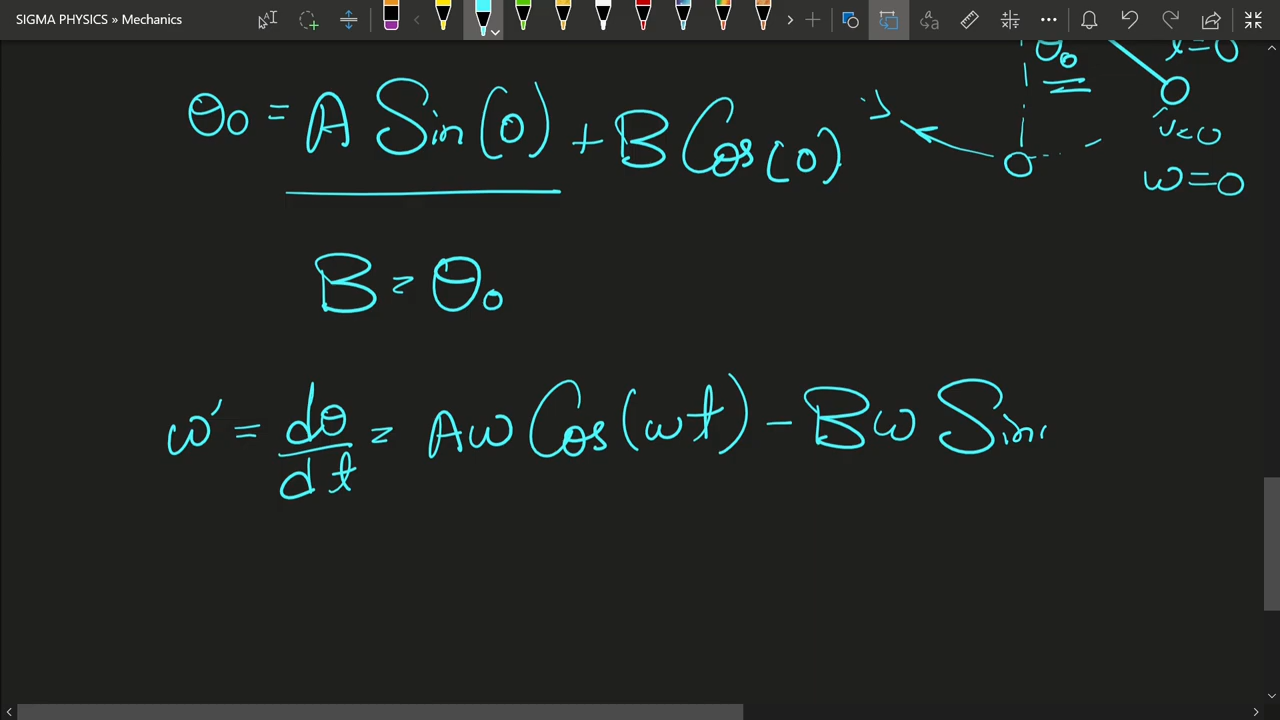 SIGMA PHYSICS » Mechanics
θ₀ t=0
θ₀ = A Sin(0) + B Cos(0)
ω=0
B = θ₀
ω' = dθ/dt = Aω Cos(ωt) - Bω Sin